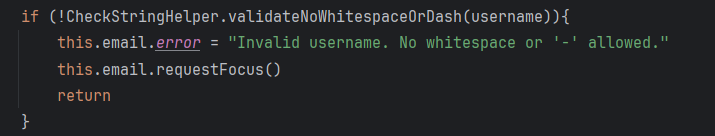 if (!CheckStringHelper.validateNoWhitespaceOrDash(username)){
this.email.error = "Invalid username. No whitespace or '-' allowed."
this.email.requestFocus()
return
}